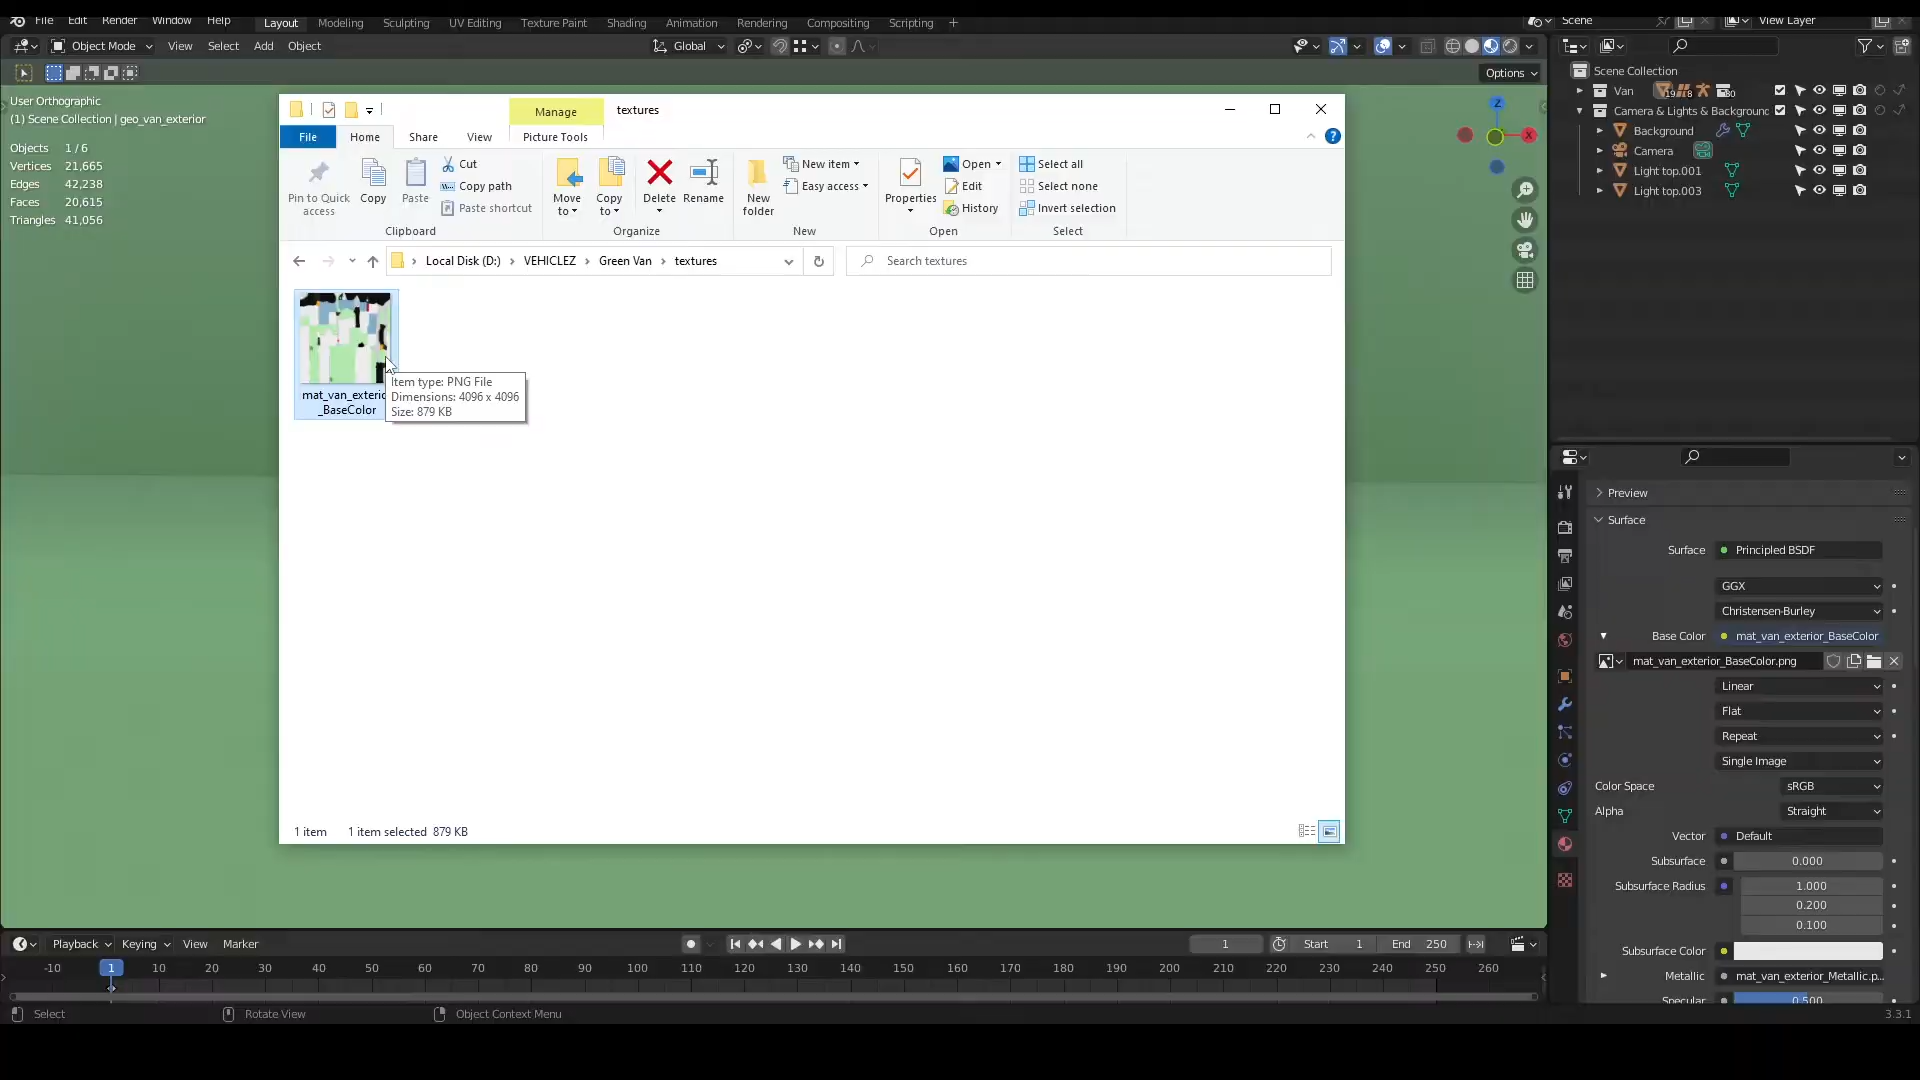 File Edit Render Window Help Layout Modeling Sculpting UV Editing Texture Paint Shading Animation Rendering Compositing Scripting + Scene View Layer
Object Mode View Select Add Object Global
Options
User Orthographic
(1) Scene Collection | geo_van_exterior
Objects 1 / 6
Vertices 21,665
Edges 42,238
Faces 20,615
Triangles 41,056
Manage textures
File Home Share View Picture Tools
Pin to Quick access
Copy
Paste
Cut
Copy path
Paste shortcut
Clipboard
Move to
Copy to
Delete
Rename
Organize
New folder
New item
Easy access
New
Properties
Open
Edit
History
Open
Select all
Select none
Invert selection
Select
Local Disk (D:) VEHICLEZ Green Van textures
Search textures
mat_van_exterio
_BaseColor
Item type: PNG File
Dimensions: 4096 x 4096
Size: 879 KB
1 item 1 item selected 879 KB
Z
X
Scene Collection
Van 19 8 80
Camera & Lights & Background
Background
Camera
Light top.001
Light top.003
Preview
Surface
Surface Principled BSDF
GGX
Christensen-Burley
Base Color mat_van_exterior_BaseColor
mat_van_exterior_BaseColor.png
Linear
Flat
Repeat
Single Image
Color Space sRGB
Alpha Straight
Vector Default
Subsurface 0.000
Subsurface Radius 1.000
0.200
0.100
Subsurface Color
Metallic mat_van_exterior_Metallic.p...
Specular 0.500
Playback Keying View Marker 1 Start 1 End 250
-10 1 10 20 30 40 50 60 70 80 90 100 110 120 130 140 150 160 170 180 190 200 210 220 230 240 250 260
Select Rotate View Object Context Menu 3.3.1